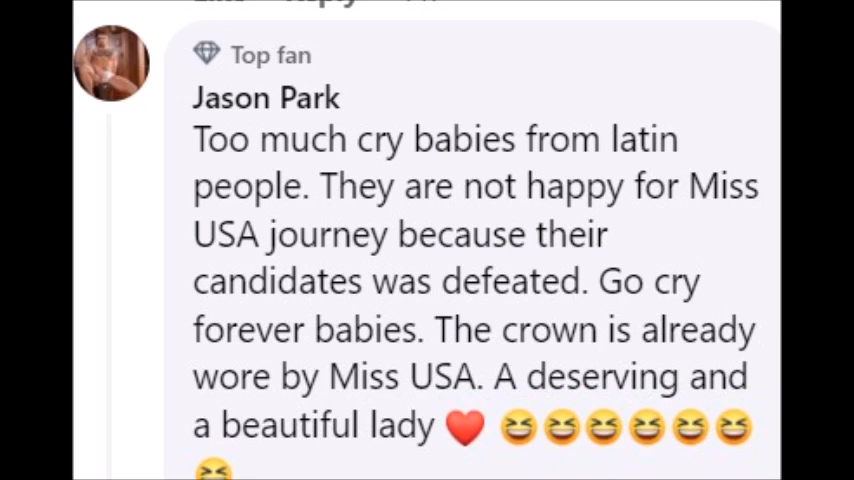 Reply
Top fan
Jason Park
Too much cry babies from latin
people. They are not happy for Miss
USA journey because their
candidates was defeated. Go cry
forever babies. The crown is already
wore by Miss USA. A deserving and
a beautiful lady ❤️ 😆😆😆😆😆😆
😆